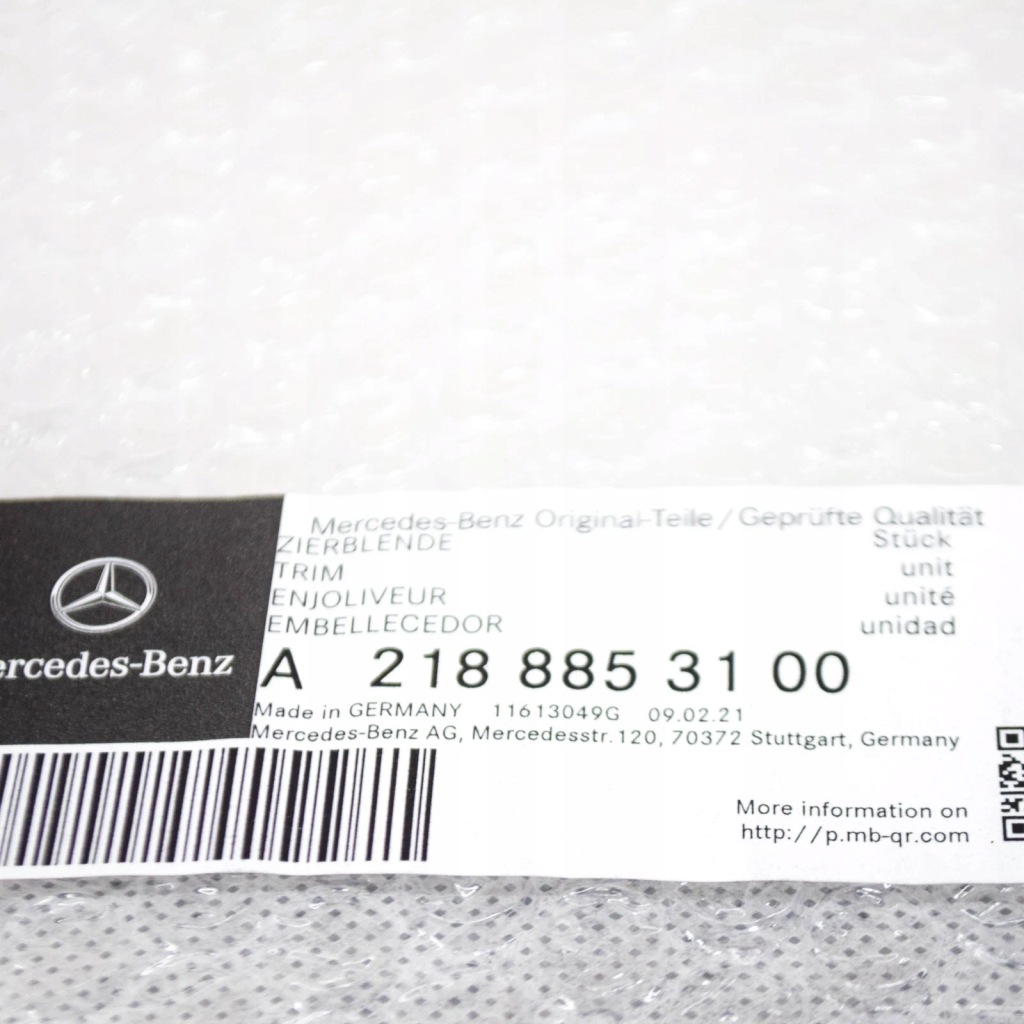 Mercedes-Benz Original-Teile / Geprüfte Qualität
ZIERBLENDE Stück
TRIM unit
ENJOLIVEUR unité
EMBELLECEDOR unidad
ercedes-Benz
A 218 885 31 00
Made in GERMANY 11613049G 09.02.21
Mercedes-Benz AG, Mercedesstr. 120, 70372 Stuttgart, Germany
More information on
http://p.mb-qr.com